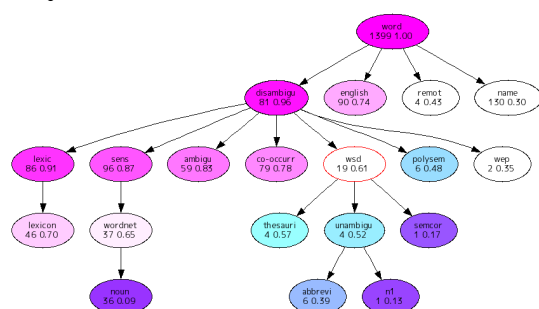 word
1399 1.00
disambigu
81 0.96
english
90 0.74
remot
4 0.43
name
130 0.30
lexic
86 0.91
sens
96 0.87
ambigu
59 0.83
co-occurr
79 0.78
wsd
19 0.61
polysem
6 0.48
wep
2 0.35
lexicon
46 0.70
wordnet
37 0.65
thesauri
4 0.57
unambigu
4 0.52
semcor
1 0.17
noun
36 0.09
abbrevi
6 0.39
n1
1 0.13